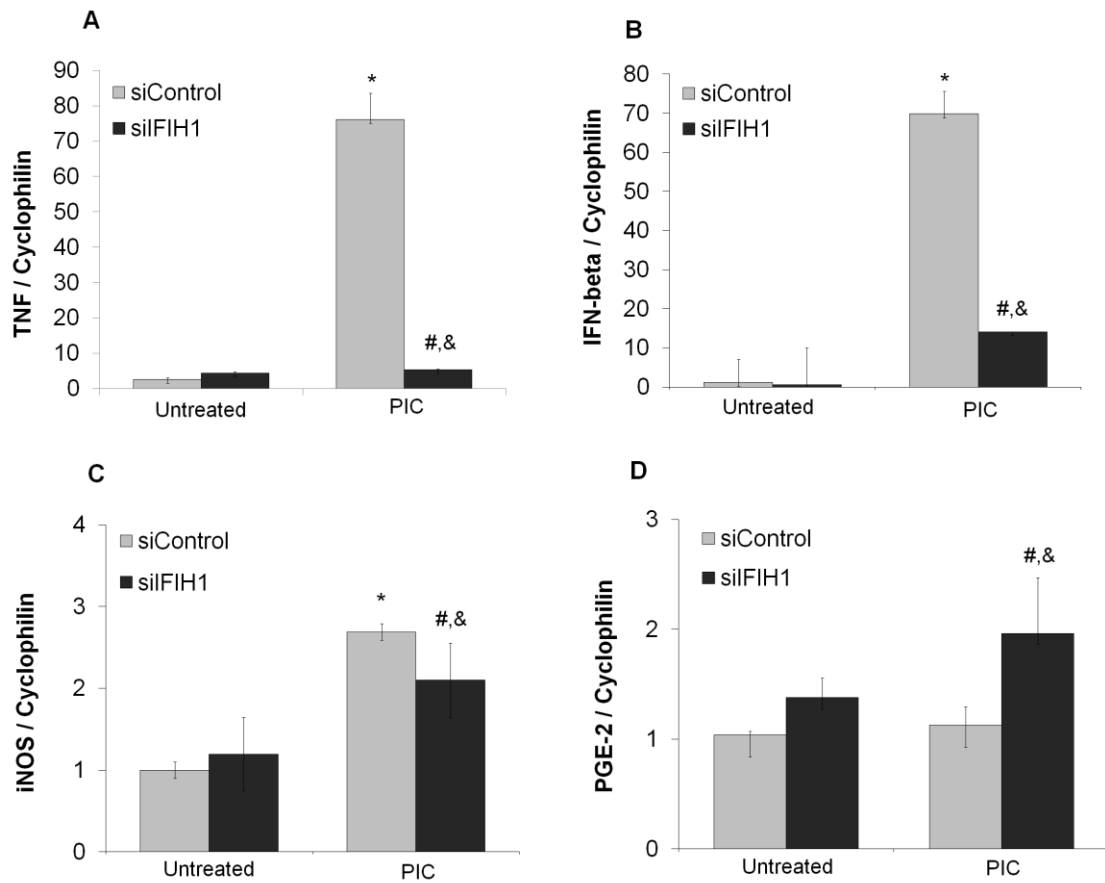 A
TNF / Cyclophilin
90
80
70
60
50
40
30
20
10
0
siControl
siIFIH1
*
#,&
Untreated
PIC
B
IFN-beta / Cyclophilin
80
70
60
50
40
30
20
10
0
siControl
siIFIH1
*
#,&
Untreated
PIC
C
iNOS / Cyclophilin
4
3
2
1
0
siControl
siIFIH1
*
#,&
Untreated
PIC
D
PGE-2 / Cyclophilin
3
2
1
0
siControl
siIFIH1
#,&
Untreated
PIC